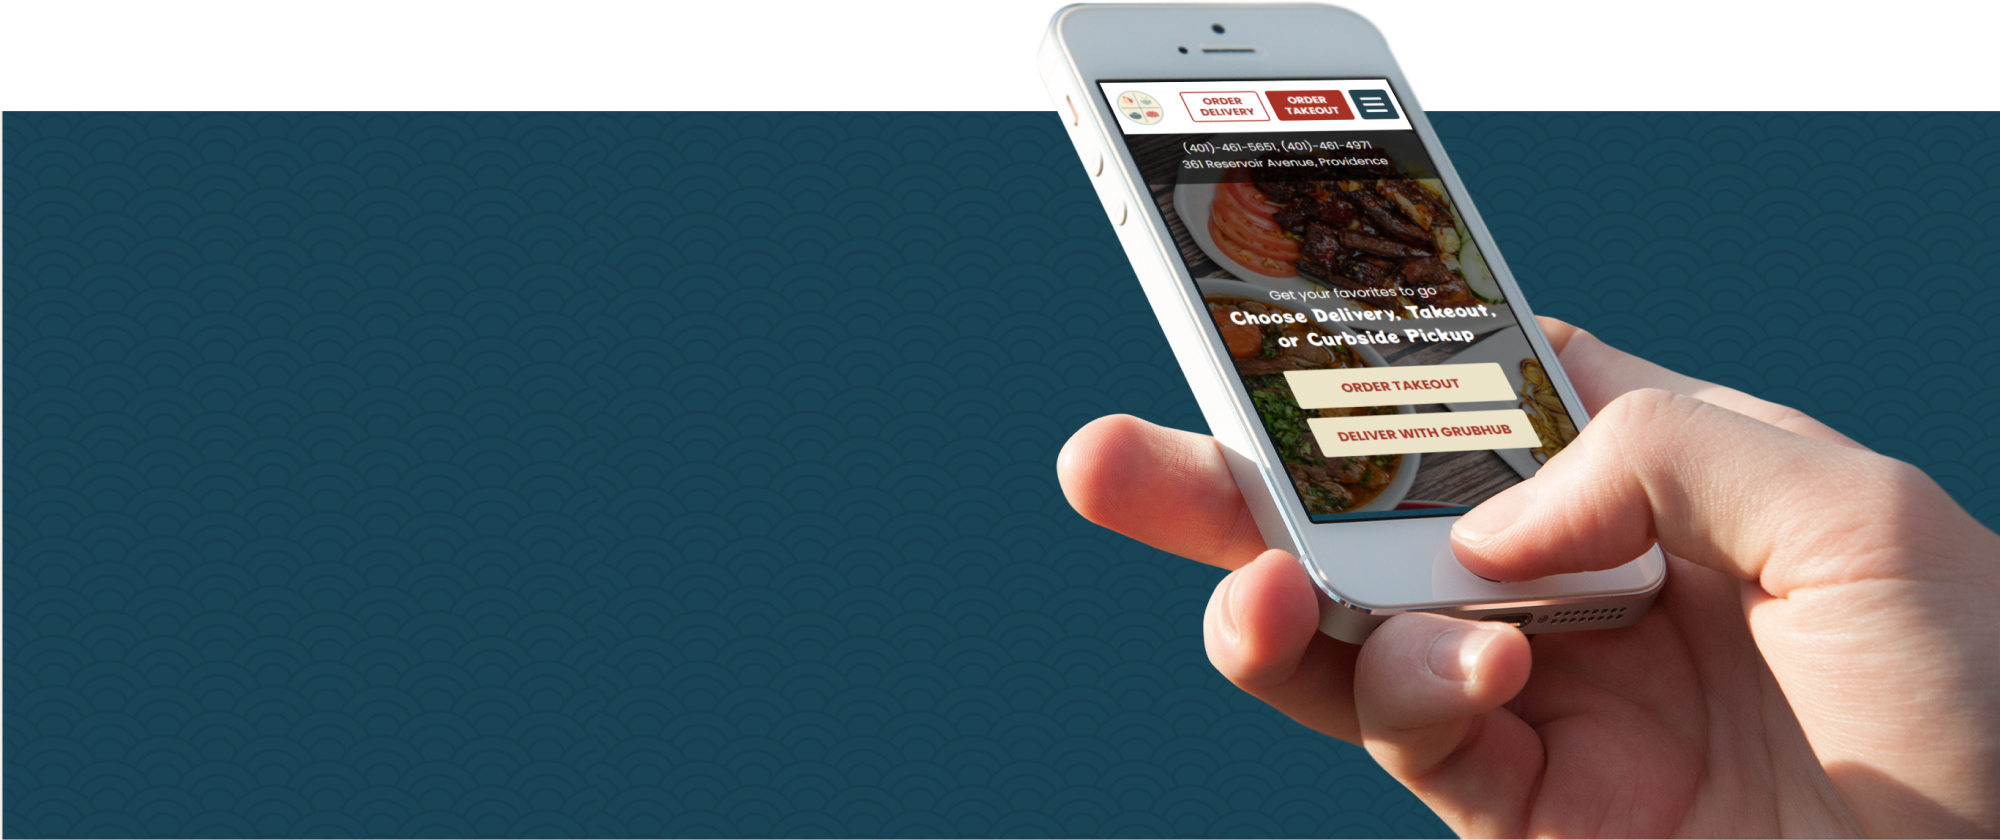 ORDER
DELIVERY
ORDER
TAKEOUT
(401)-461-5651, (401)-461-4971
361 Reservoir Avenue, Providence
Get your favorites to go
Choose Delivery, Takeout,
or Curbside Pickup
ORDER TAKEOUT
DELIVER WITH GRUBHUB